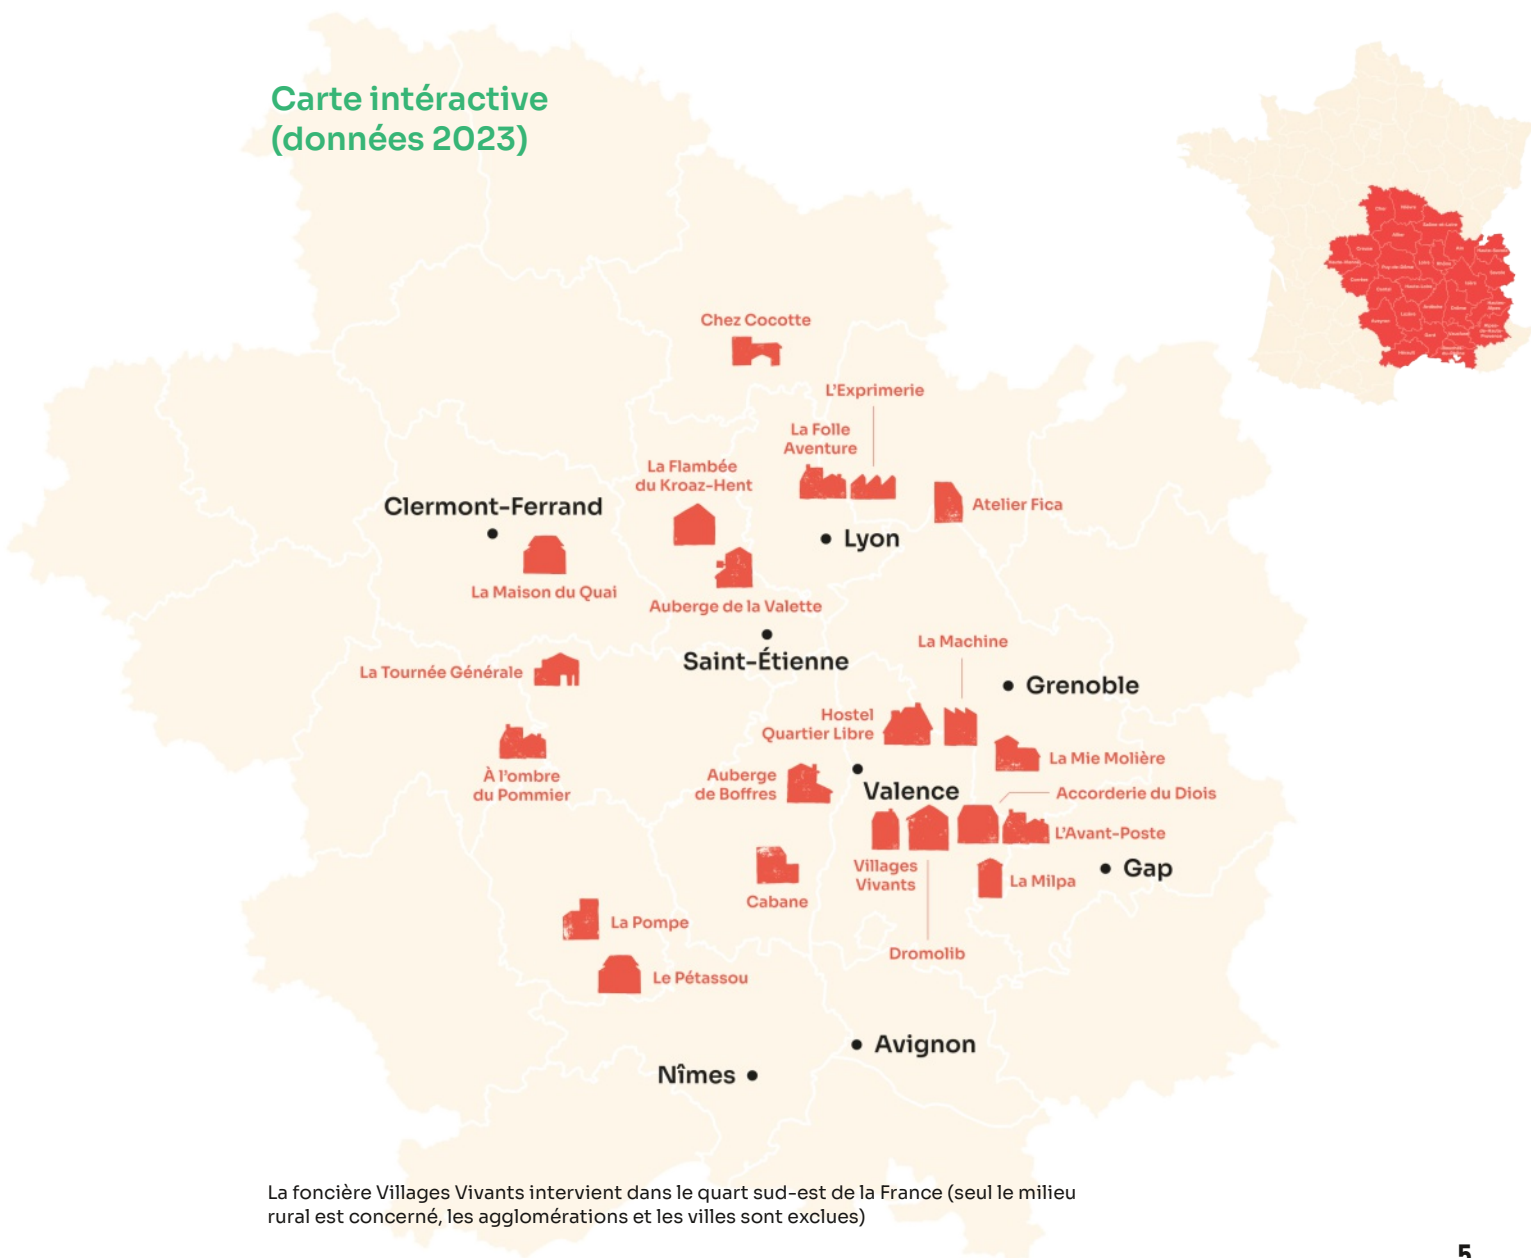 Carte intéractive
(données 2023)
Chez Cocotte
L'Exprimerie
La Folle
Aventure
La Flambée
du Kroaz-Hent
Clermont-Ferrand
Atelier Fica
Lyon
La Maison du Quai
Auberge de la Valette
La Machine
Saint-Étienne
La Tournée Générale
Grenoble
Hostel
Quartier Libre
La Mie Molière
Auberge
de Boffres
À l'ombre
du Pommier
Valence
Accorderie du Diois
L'Avant-Poste
Villages
Vivants
Gap
La Milpa
Cabane
La Pompe
Dromolib
Le Pétassou
Avignon
Nîmes
La foncière Villages Vivants intervient dans le quart sud-est de la France (seul le milieu
rural est concerné, les agglomérations et les villes sont exclues)
5